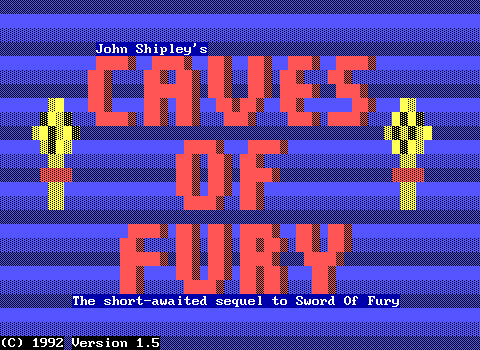 John Shipley's
CAVES
OF
FURY
The short-awaited sequel to Sword Of Fury
(C) 1992 Version 1.5